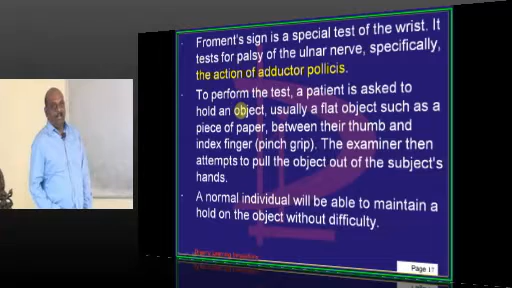 Froment's sign is a special test of the wrist. It
tests for palsy of the ulnar nerve, specifically,
the action of adductor pollicis.
To perform the test, a patient is asked to
hold an object, usually a flat object such as a
piece of paper, between their thumb and
index finger (pinch grip). The examiner then
attempts to pull the object out of the subject's
hands.
A normal individual will be able to maintain a
hold on the object without difficulty.
Page 17